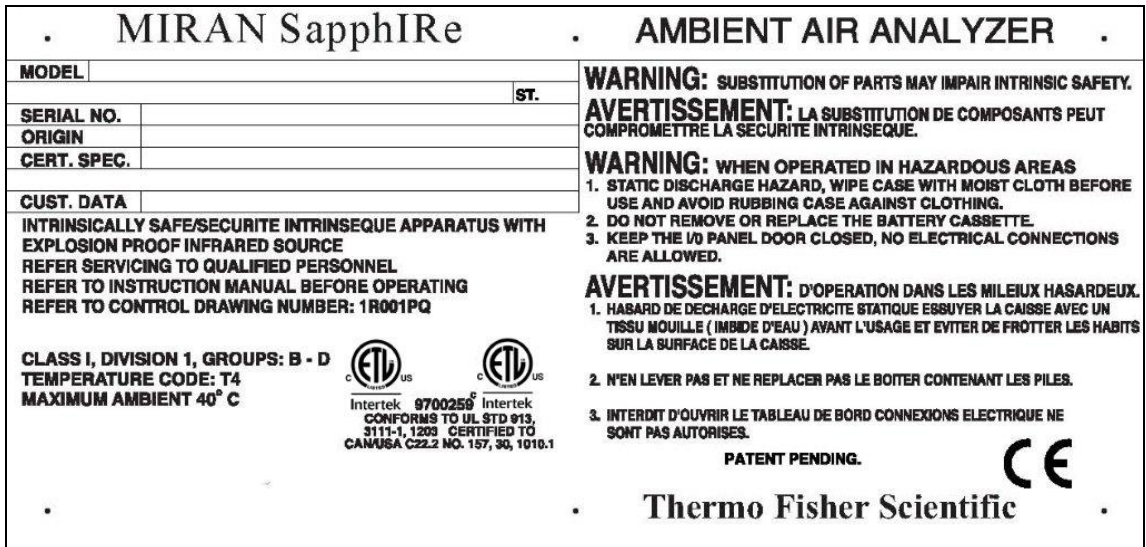 MIRAN SapphIRe
MODEL
ST.
SERIAL NO.
ORIGIN
CERT. SPEC.
CUST. DATA
INTRINSICALLY SAFE/SECURITE INTRINSEQUE APPARATUS WITH
EXPLOSION PROOF INFRARED SOURCE
REFER SERVICING TO QUALIFIED PERSONNEL
REFER TO INSTRUCTION MANUAL BEFORE OPERATING
REFER TO CONTROL DRAWING NUMBER: 1R001PQ
CLASS I, DIVISION 1, GROUPS: B - D
TEMPERATURE CODE: T4
MAXIMUM AMBIENT 40° C
ETL
LISTED
C US
Intertek
ETL
LISTED
C US
Intertek
9700259
C
CONFORMS TO UL STD 913,
3111-1, 1203 CERTIFIED TO
CAN/USA C22.2 NO. 157, 30, 1010.1
AMBIENT AIR ANALYZER
WARNING: SUBSTITUTION OF PARTS MAY IMPAIR INTRINSIC SAFETY.
AVERTISSEMENT: LA SUBSTITUTION DE COMPOSANTS PEUT
COMPROMETTRE LA SECURITE INTRINSEQUE.
WARNING: WHEN OPERATED IN HAZARDOUS AREAS
1. STATIC DISCHARGE HAZARD, WIPE CASE WITH MOIST CLOTH BEFORE
USE AND AVOID RUBBING CASE AGAINST CLOTHING.
2. DO NOT REMOVE OR REPLACE THE BATTERY CASSETTE.
3. KEEP THE I/0 PANEL DOOR CLOSED, NO ELECTRICAL CONNECTIONS
ARE ALLOWED.
AVERTISSEMENT: D'OPERATION DANS LES MILEIUX HASARDEUX.
1. HASARD DE DECHARGE D'ELECTRICITE STATIQUE ESSUYER LA CAISSE AVEC UN
TISSU MOUILLE ( IMBIDE D'EAU ) AVANT L'USAGE ET EVITER DE FROTTER LES HABITS
SUR LA SURFACE DE LA CAISSE.
2. N'EN LEVER PAS ET NE REPLACER PAS LE BOITER CONTENANT LES PILES.
3. INTERDIT D'OUVRIR LE TABLEAU DE BORD CONNEXIONS ELECTRIQUE NE
SONT PAS AUTORISES.
PATENT PENDING.
CE
Thermo Fisher Scientific